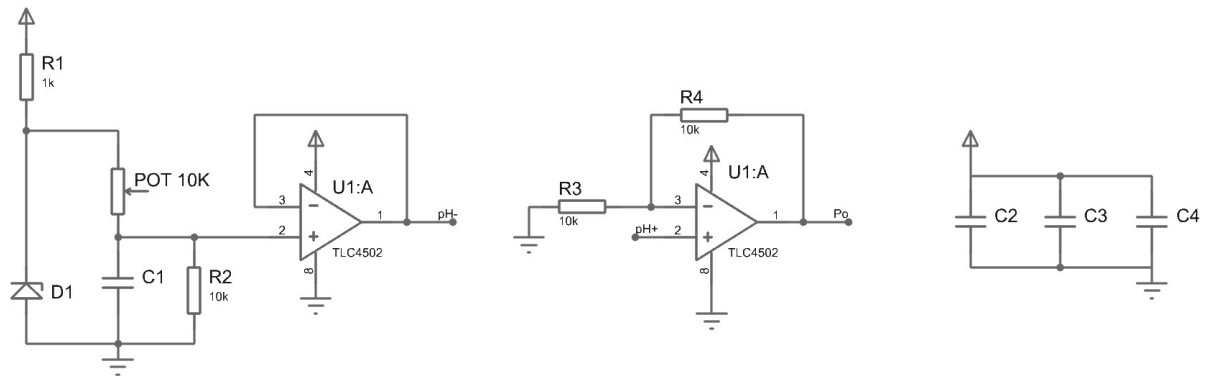 R1
1k
POT 10K
D1
C1
R2
10k
3
2
4
8
1
U1:A
TLC4502
pH-
R3
10k
R4
10k
pH+
3
2
4
8
1
U1:A
TLC4502
Po
C2
C3
C4